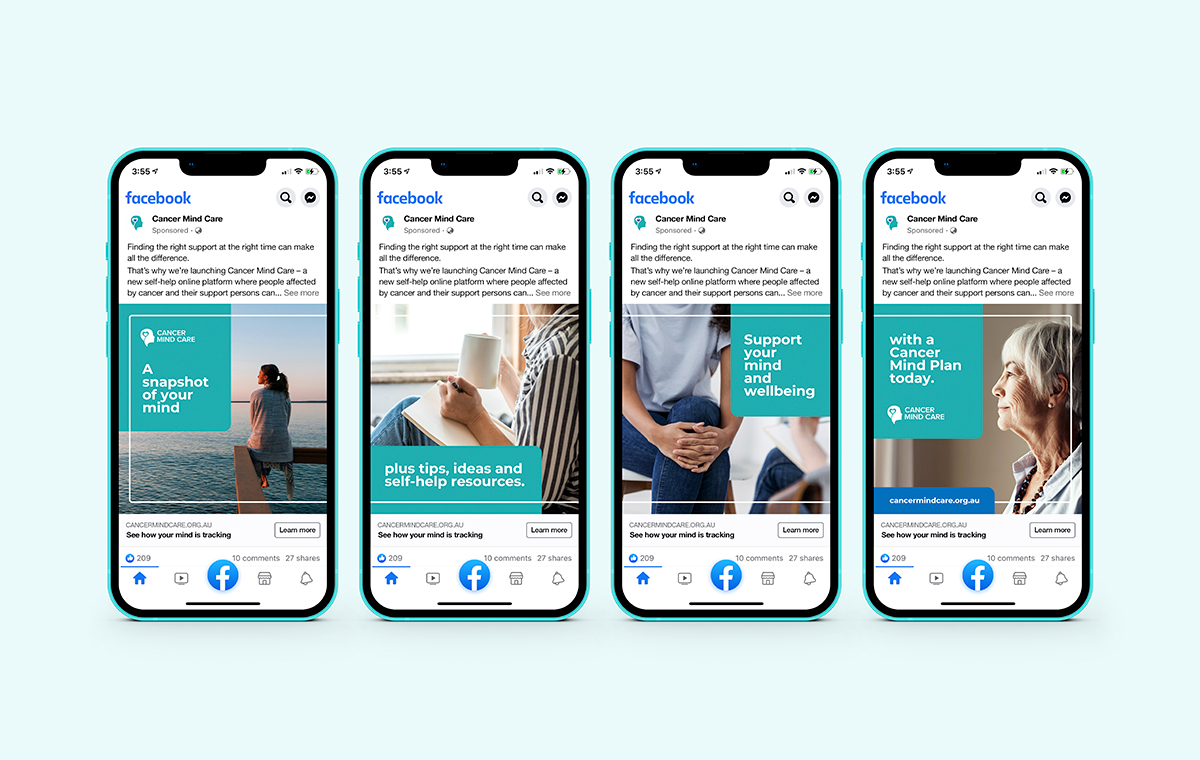 3:55
facebook
Cancer Mind Care
Sponsored ·
Finding the right support at the right time can make
all the difference.
That's why we're launching Cancer Mind Care – a
new self-help online platform where people affected
by cancer and their support persons can... See more
CANCER
MIND CARE
A
snapshot
of your
mind
CANCERMINDCARE.ORG.AU
See how your mind is tracking
Learn more
209
10 comments 27 shares
3:55
facebook
Cancer Mind Care
Sponsored ·
Finding the right support at the right time can make
all the difference.
That's why we're launching Cancer Mind Care – a
new self-help online platform where people affected
by cancer and their support persons can... See more
plus tips, ideas and
self-help resources.
CANCERMINDCARE.ORG.AU
See how your mind is tracking
Learn more
209
10 comments 27 shares
3:55
facebook
Cancer Mind Care
Sponsored ·
Finding the right support at the right time can make
all the difference.
That's why we're launching Cancer Mind Care – a
new self-help online platform where people affected
by cancer and their support persons can... See more
Support
your
mind
and
wellbeing
CANCERMINDCARE.ORG.AU
See how your mind is tracking
Learn more
209
10 comments 27 shares
3:55
facebook
Cancer Mind Care
Sponsored ·
Finding the right support at the right time can make
all the difference.
That's why we're launching Cancer Mind Care – a
new self-help online platform where people affected
by cancer and their support persons can... See more
with a
Cancer
Mind Plan
today.
CANCER
MIND CARE
cancermindcare.org.au
CANCERMINDCARE.ORG.AU
See how your mind is tracking
Learn more
209
10 comments 27 shares